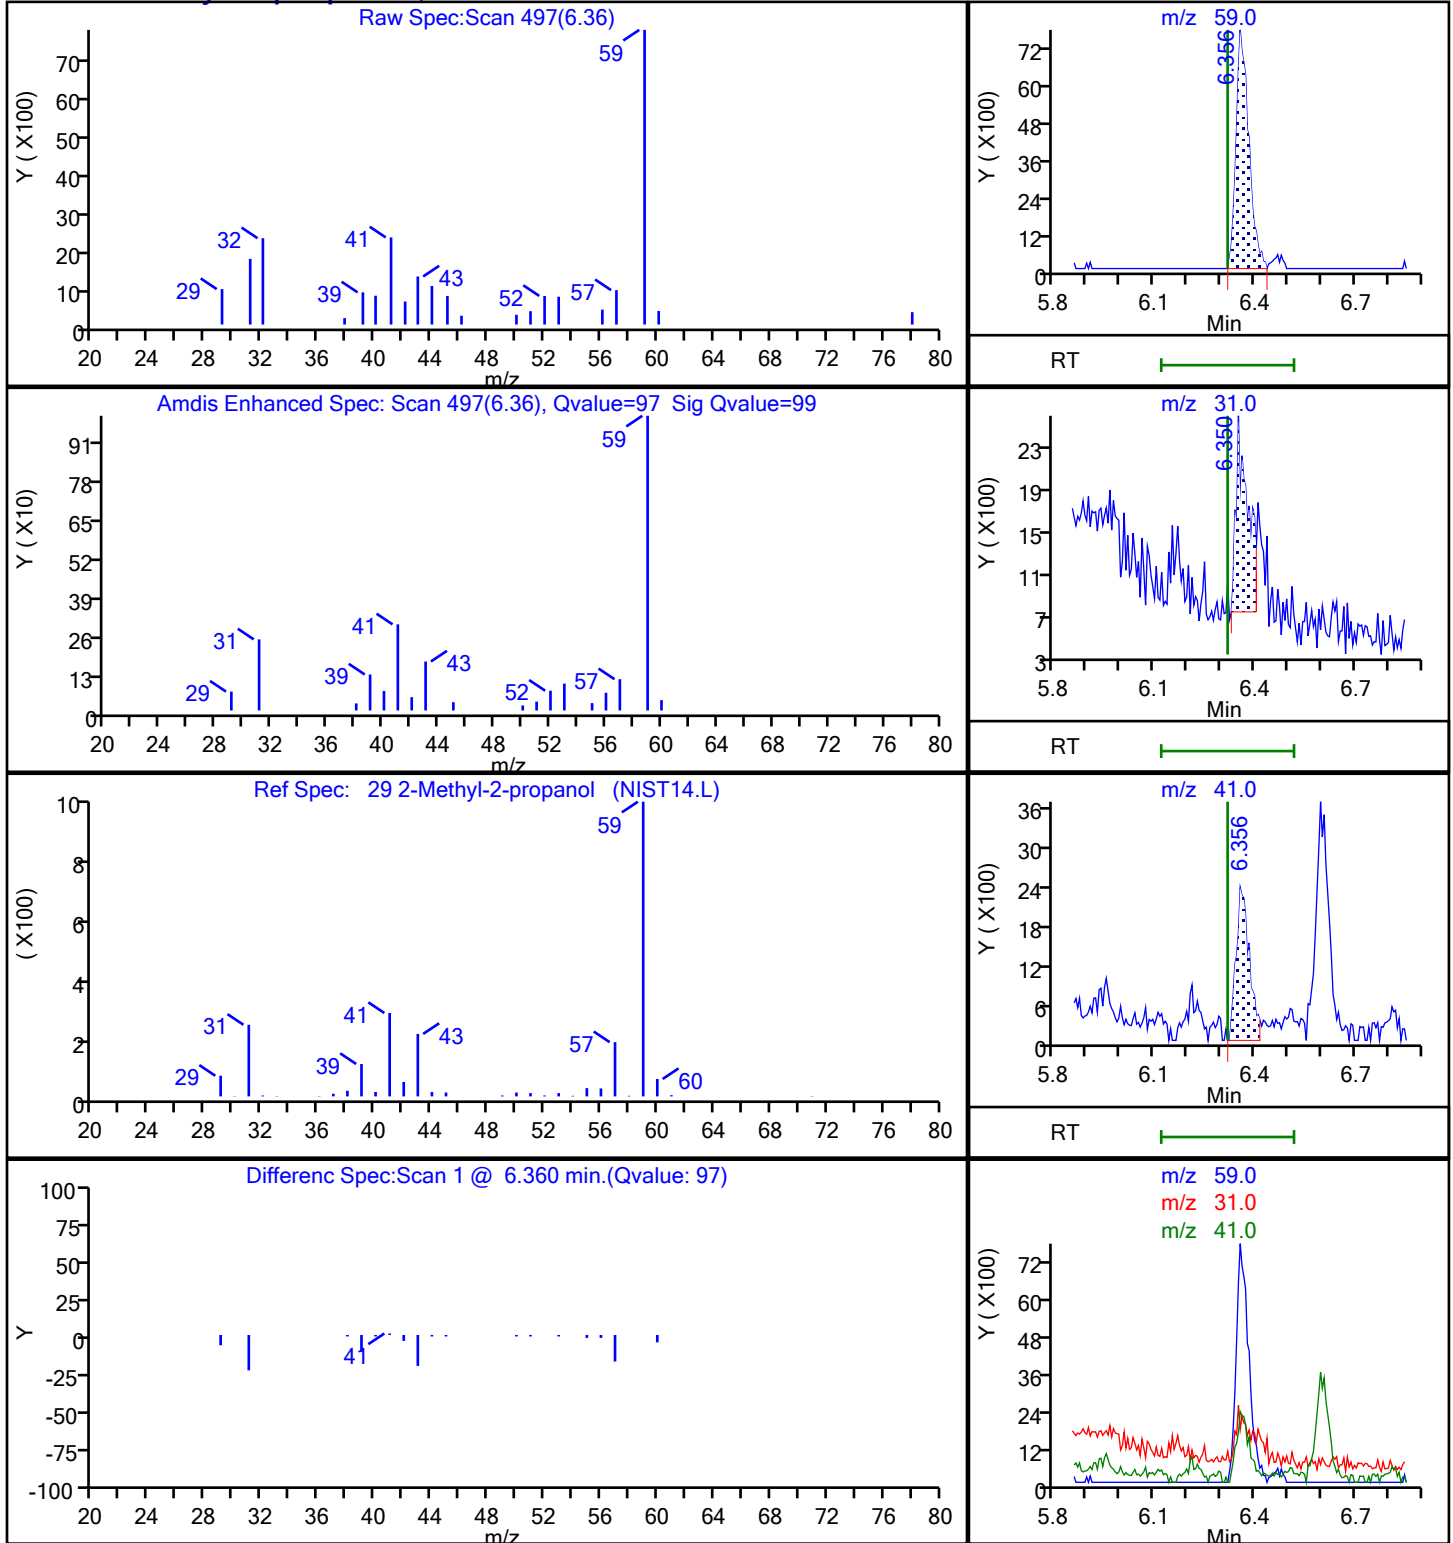 Raw Spec:Scan 497(6.36)
Y ( X100)
70
60
50
40
30
20
10
0
59
32
41
29
39
43
52
57
20 24 28 32 36 40 44 48 52 56 60 64 68 72 76 80
m/z
m/z 59.0
6.356
Y ( X100)
72
60
48
36
24
12
0
5.8 6.1 6.4 6.7
Min
RT
Amdis Enhanced Spec: Scan 497(6.36), Qvalue=97 Sig Qvalue=99
Y ( X10)
91
78
65
52
39
26
13
0
59
31
41
29
39
43
52
57
20 24 28 32 36 40 44 48 52 56 60 64 68 72 76 80
m/z
m/z 31.0
6.350
Y ( X100)
23
19
15
11
7
3
5.8 6.1 6.4 6.7
Min
RT
Ref Spec: 29 2-Methyl-2-propanol (NIST14.L)
( X100)
10
8
6
4
2
0
59
31
41
29
39
43
57
60
20 24 28 32 36 40 44 48 52 56 60 64 68 72 76 80
m/z 41.0
6.356
Y ( X100)
36
30
24
18
12
6
0
5.8 6.1 6.4 6.7
Min
RT
Differenc Spec:Scan 1 @ 6.360 min.(Qvalue: 97)
Y
100
75
50
25
0
-25
-50
-75
-100
41
20 24 28 32 36 40 44 48 52 56 60 64 68 72 76 80
m/z
m/z 59.0
m/z 31.0
m/z 41.0
Y ( X100)
72
60
48
36
24
12
0
5.8 6.1 6.4 6.7
Min